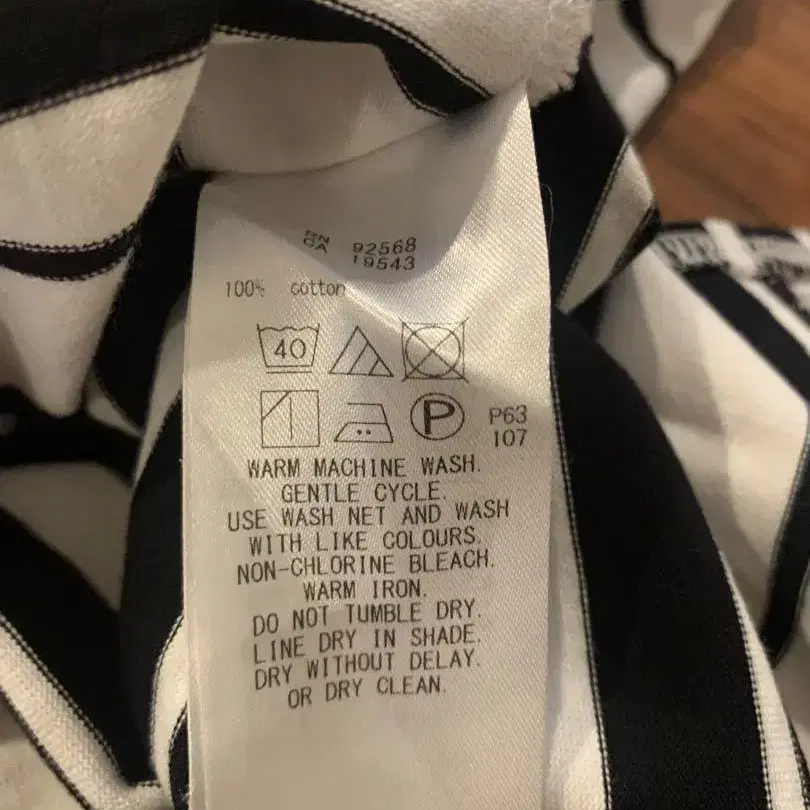 RN 92568
CA 19543
100% cotton
40
P P63
107
WARM MACHINE WASH.
GENTLE CYCLE.
USE WASH NET AND WASH
WITH LIKE COLOURS.
NON-CHLORINE BLEACH.
WARM IRON.
DO NOT TUMBLE DRY.
LINE DRY IN SHADE.
DRY WITHOUT DELAY.
OR DRY CLEAN.